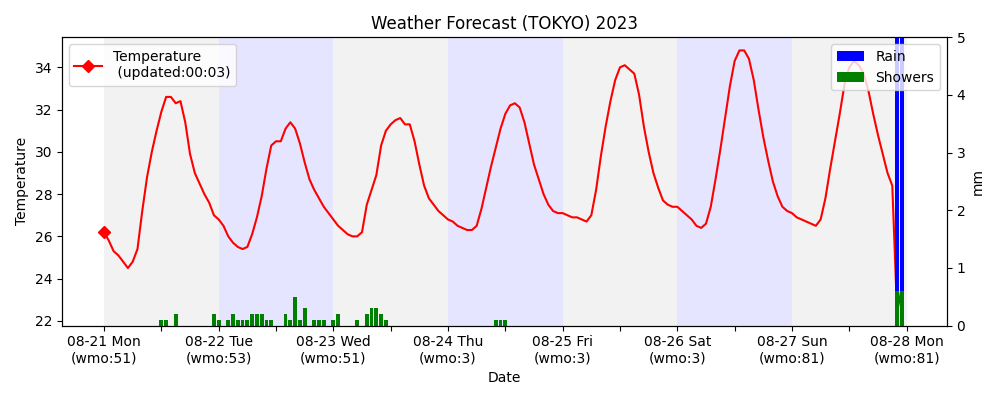 Weather Forecast (TOKYO) 2023
Temperature
(updated:00:03)
Rain
Showers
Temperature
34
32
30
28
26
24
22
5
4
3
2
1
0
mm
08-21 Mon
(wmo:51)
08-22 Tue
(wmo:53)
08-23 Wed
(wmo:51)
08-24 Thu
(wmo:3)
08-25 Fri
(wmo:3)
08-26 Sat
(wmo:3)
08-27 Sun
(wmo:81)
08-28 Mon
(wmo:81)
Date